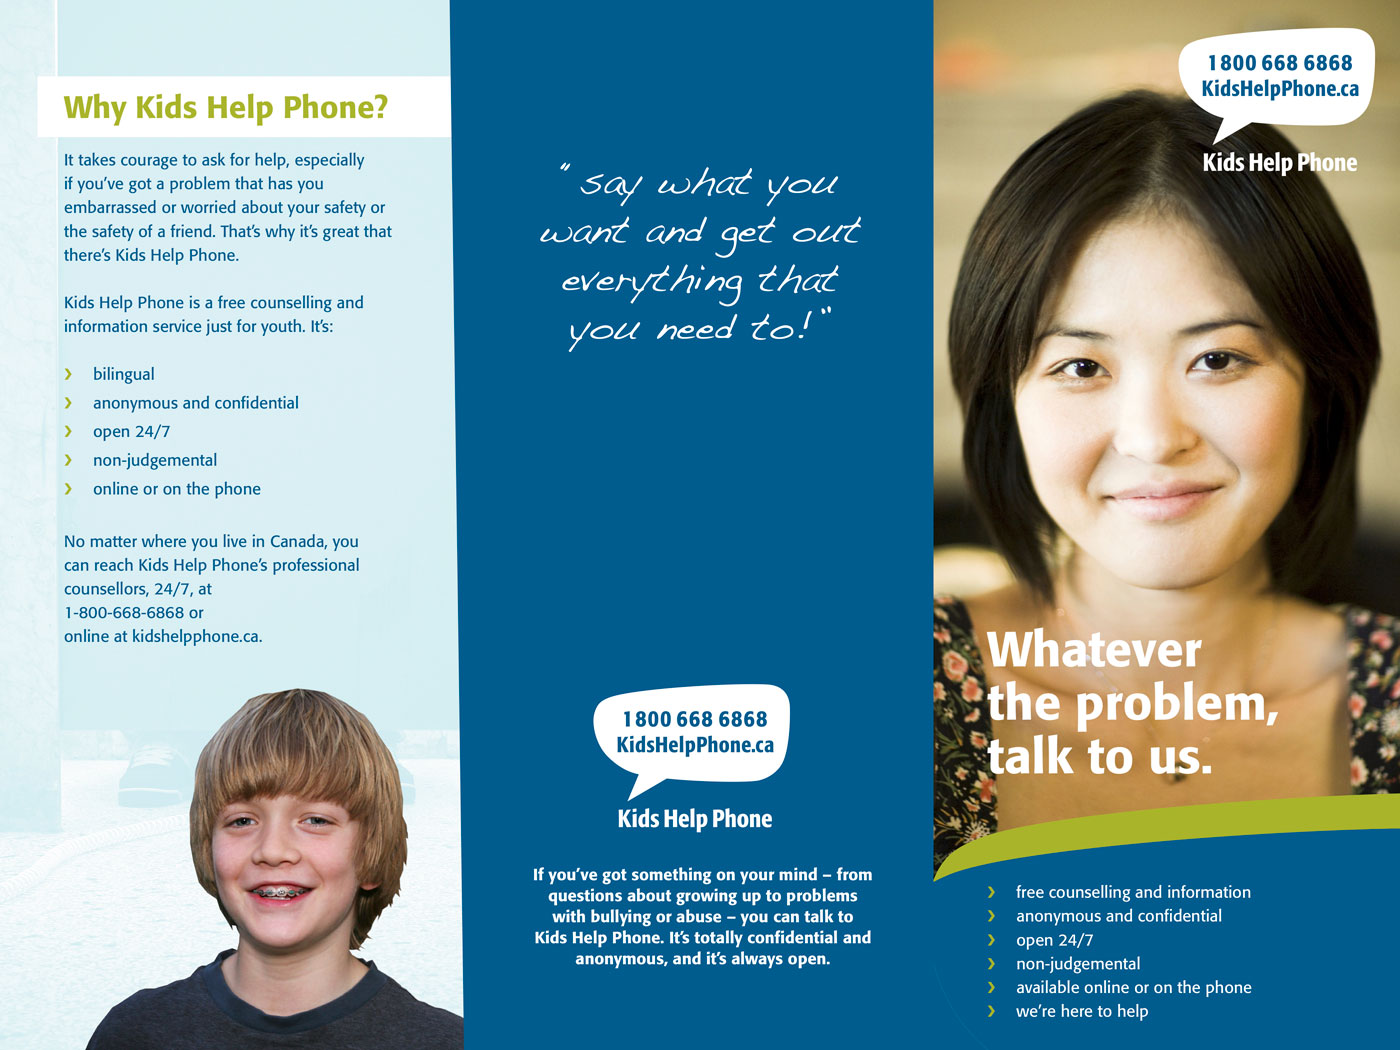 Why Kids Help Phone?
It takes courage to ask for help, especially
if you've got a problem that has you
embarrassed or worried about your safety or
the safety of a friend. That's why it's great that
there's Kids Help Phone.
Kids Help Phone is a free counselling and
information service just for youth. It's:
› bilingual
› anonymous and confidential
› open 24/7
› non-judgemental
› online or on the phone
No matter where you live in Canada, you
can reach Kids Help Phone's professional
counsellors, 24/7, at
1-800-668-6868 or
online at kidshelpphone.ca.
"say what you
want and get out
everything that
you need to!"
1 800 668 6868
KidsHelpPhone.ca
Kids Help Phone
If you've got something on your mind – from
questions about growing up to problems
with bullying or abuse – you can talk to
Kids Help Phone. It's totally confidential and
anonymous, and it's always open.
1 800 668 6868
KidsHelpPhone.ca
Kids Help Phone
Whatever
the problem,
talk to us.
› free counselling and information
› anonymous and confidential
› open 24/7
› non-judgemental
› available online or on the phone
› we're here to help